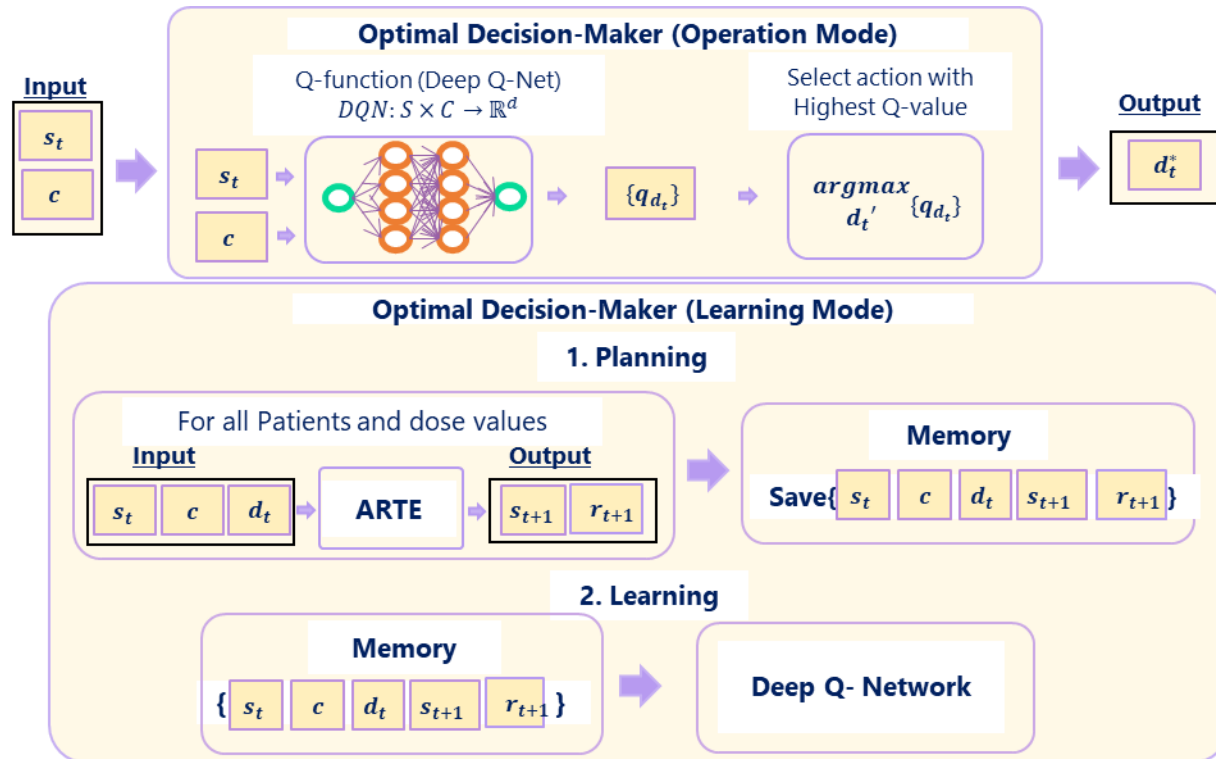 Optimal Decision-Maker (Operation Mode)
Input
s_t
c
Q-function (Deep Q-Net)
DQN: S × C → ℝ^d
s_t
c
{q_{d_t}}
Select action with
Highest Q-value
argmax {q_{d_t}}
d_t′
Output
d_t^*
Optimal Decision-Maker (Learning Mode)
1. Planning
For all Patients and dose values
Input
s_t c d_t
ARTE
Output
s_{t+1} r_{t+1}
Memory
Save{ s_t c d_t s_{t+1} r_{t+1} }
2. Learning
Memory
{ s_t c d_t s_{t+1} r_{t+1} }
Deep Q- Network